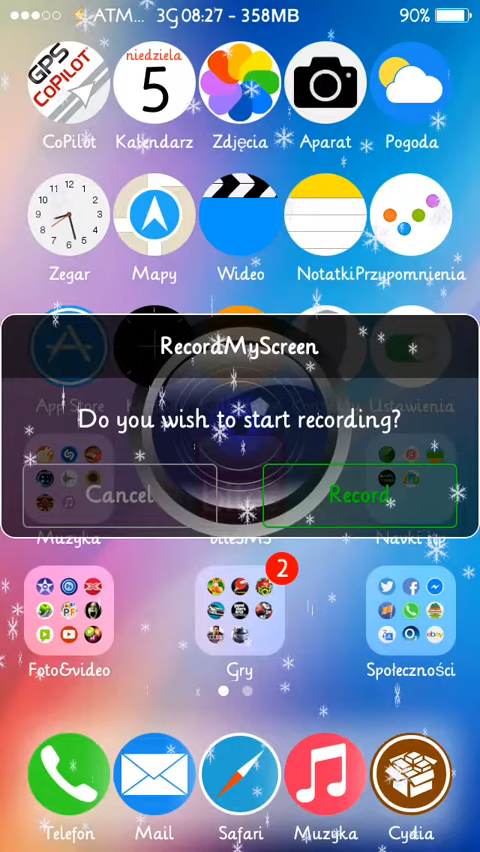 ATM... 3G 08:27 - 358MB 90%
GPS
CoPilot
niedziela
5
CoPilot Kalendarz Zdjęcia Aparat Pogoda
12
Zegar Mapy Wideo Notatki Przypomnienia
RecordMyScreen
App Store Ustawienia
Do you wish to start recording?
Cancel Record
Muzyka biteSMS
2
Foto&video Gry Społeczności
Telefon Mail Safari Muzyka Cydia